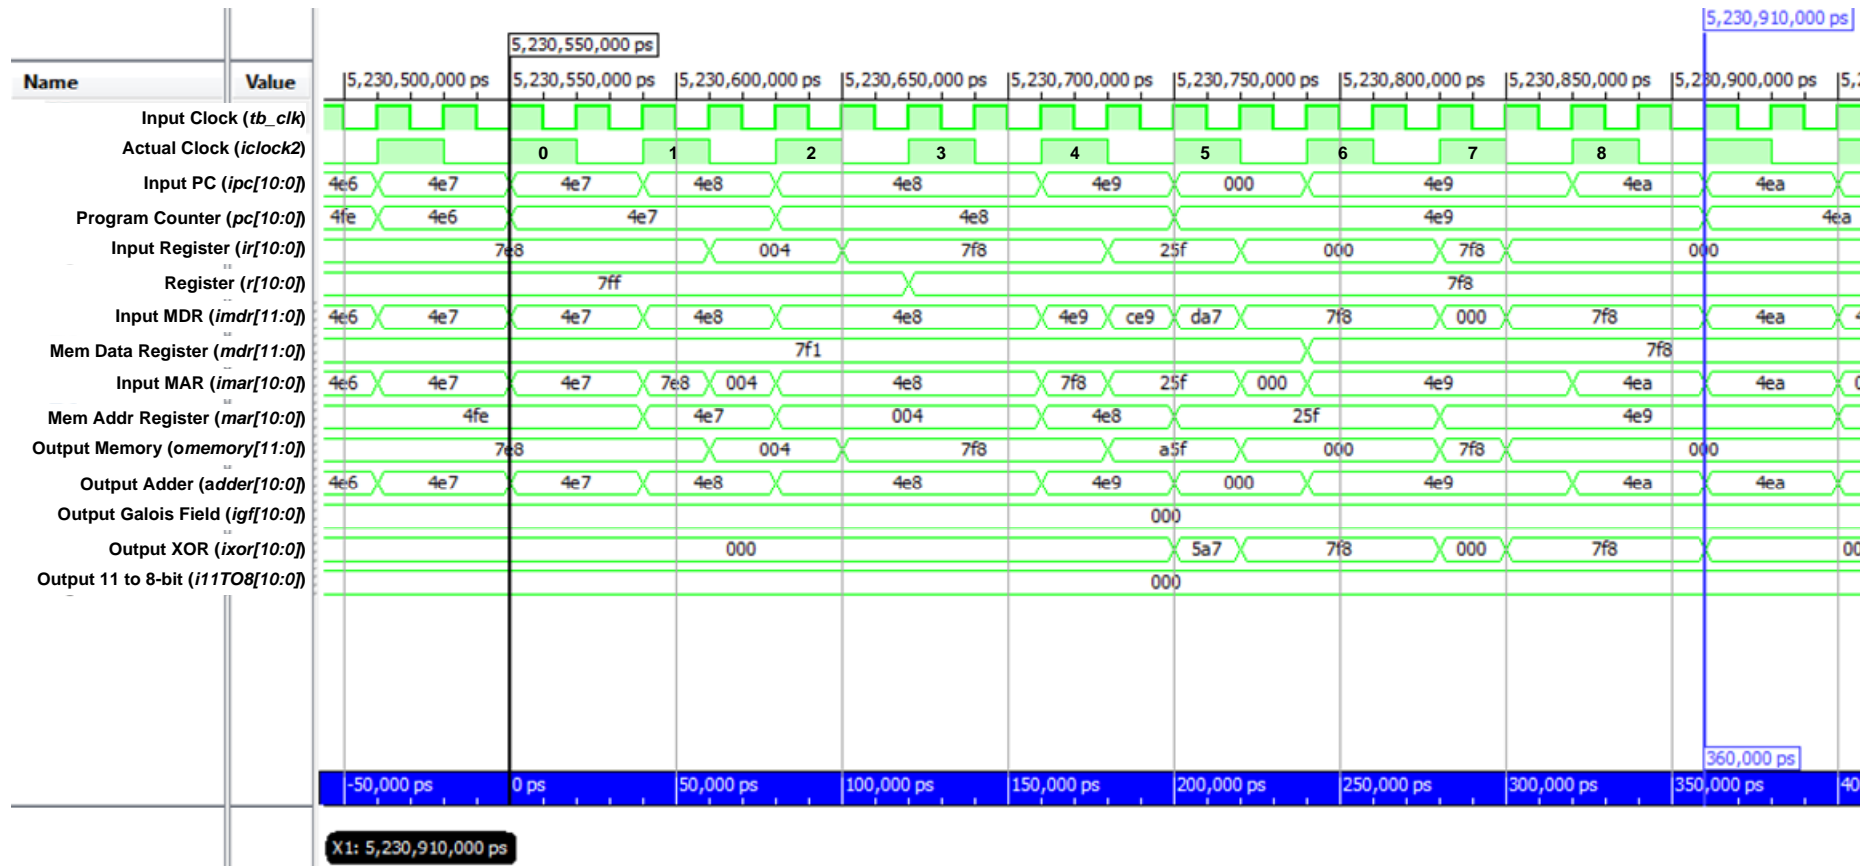 5,230,910,000 ps
5,230,550,000 ps
Name Value 5,230,500,000 ps 5,230,550,000 ps 5,230,600,000 ps 5,230,650,000 ps 5,230,700,000 ps 5,230,750,000 ps 5,230,800,000 ps 5,230,850,000 ps 5,230,900,000 ps 5,2
Input Clock (tb_clk)
Actual Clock (iclock2) 0 1 2 3 4 5 6 7 8
Input PC (ipc[10:0]) 4e6 4e7 4e7 4e8 4e8 4e9 000 4e9 4ea 4ea
Program Counter (pc[10:0]) 4fe 4e6 4e7 4e8 4e9 4ea
Input Register (ir[10:0]) 7e8 004 7f8 25f 000 7f8 000
Register (r[10:0]) 7ff 7f8
Input MDR (imdr[11:0]) 4e6 4e7 4e7 4e8 4e8 4e9 ce9 da7 7f8 000 7f8 4ea 4
Mem Data Register (mdr[11:0]) 7f1 7f8
Input MAR (imar[10:0]) 4e6 4e7 4e7 7e8 004 4e8 7f8 25f 000 4e9 4ea 4ea 0
Mem Addr Register (mar[10:0]) 4fe 4e7 004 4e8 25f 4e9
Output Memory (omemory[11:0]) 7e8 004 7f8 a5f 000 7f8 000
Output Adder (adder[10:0]) 4e6 4e7 4e7 4e8 4e8 4e9 000 4e9 4ea 4ea
Output Galois Field (igf[10:0]) 000
Output XOR (ixor[10:0]) 000 5a7 7f8 000 7f8 00
Output 11 to 8-bit (i11TO8[10:0]) 000
360,000 ps
-50,000 ps 0 ps 50,000 ps 100,000 ps 150,000 ps 200,000 ps 250,000 ps 300,000 ps 350,000 ps 40
X1: 5,230,910,000 ps